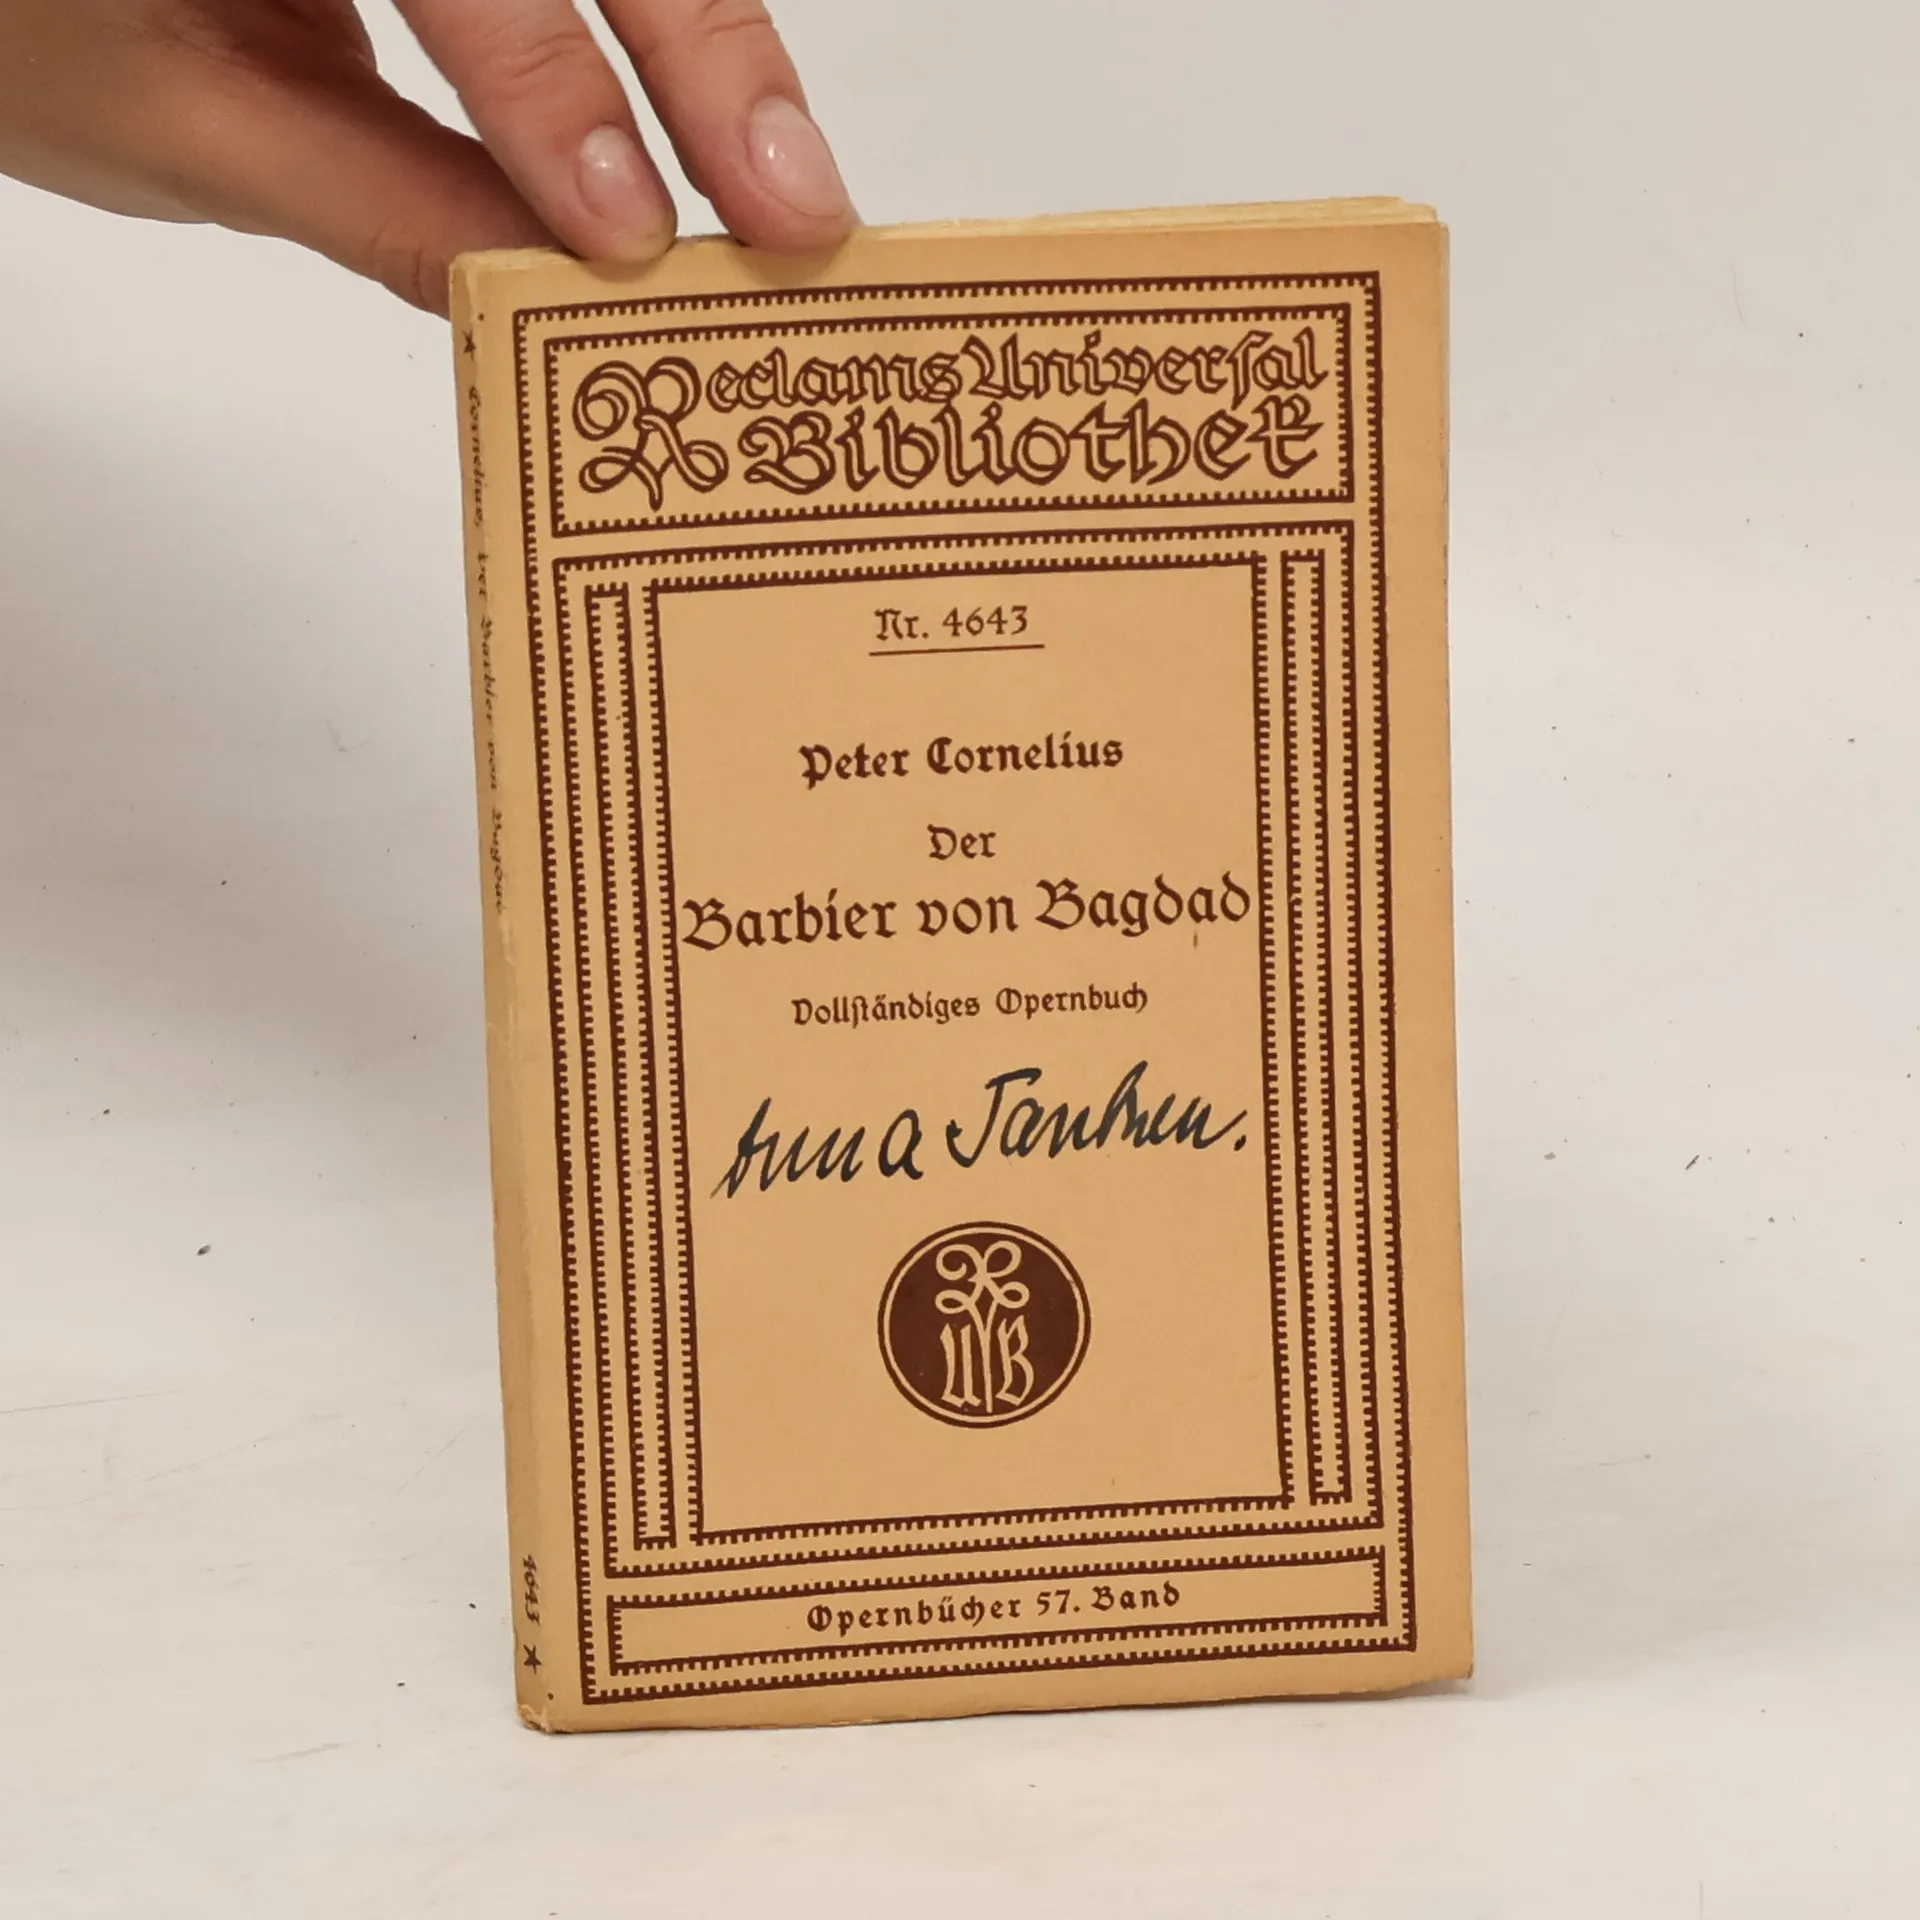 Reclams Universal
Bibliothek
Nr. 4643
Peter Cornelius
Der
Barbier von Bagdad
Vollständiges Opernbuch
Anna
UB
Opernbücher 57. Band
★ Cornelius, Der Barbier von Bagdad
4643 ★